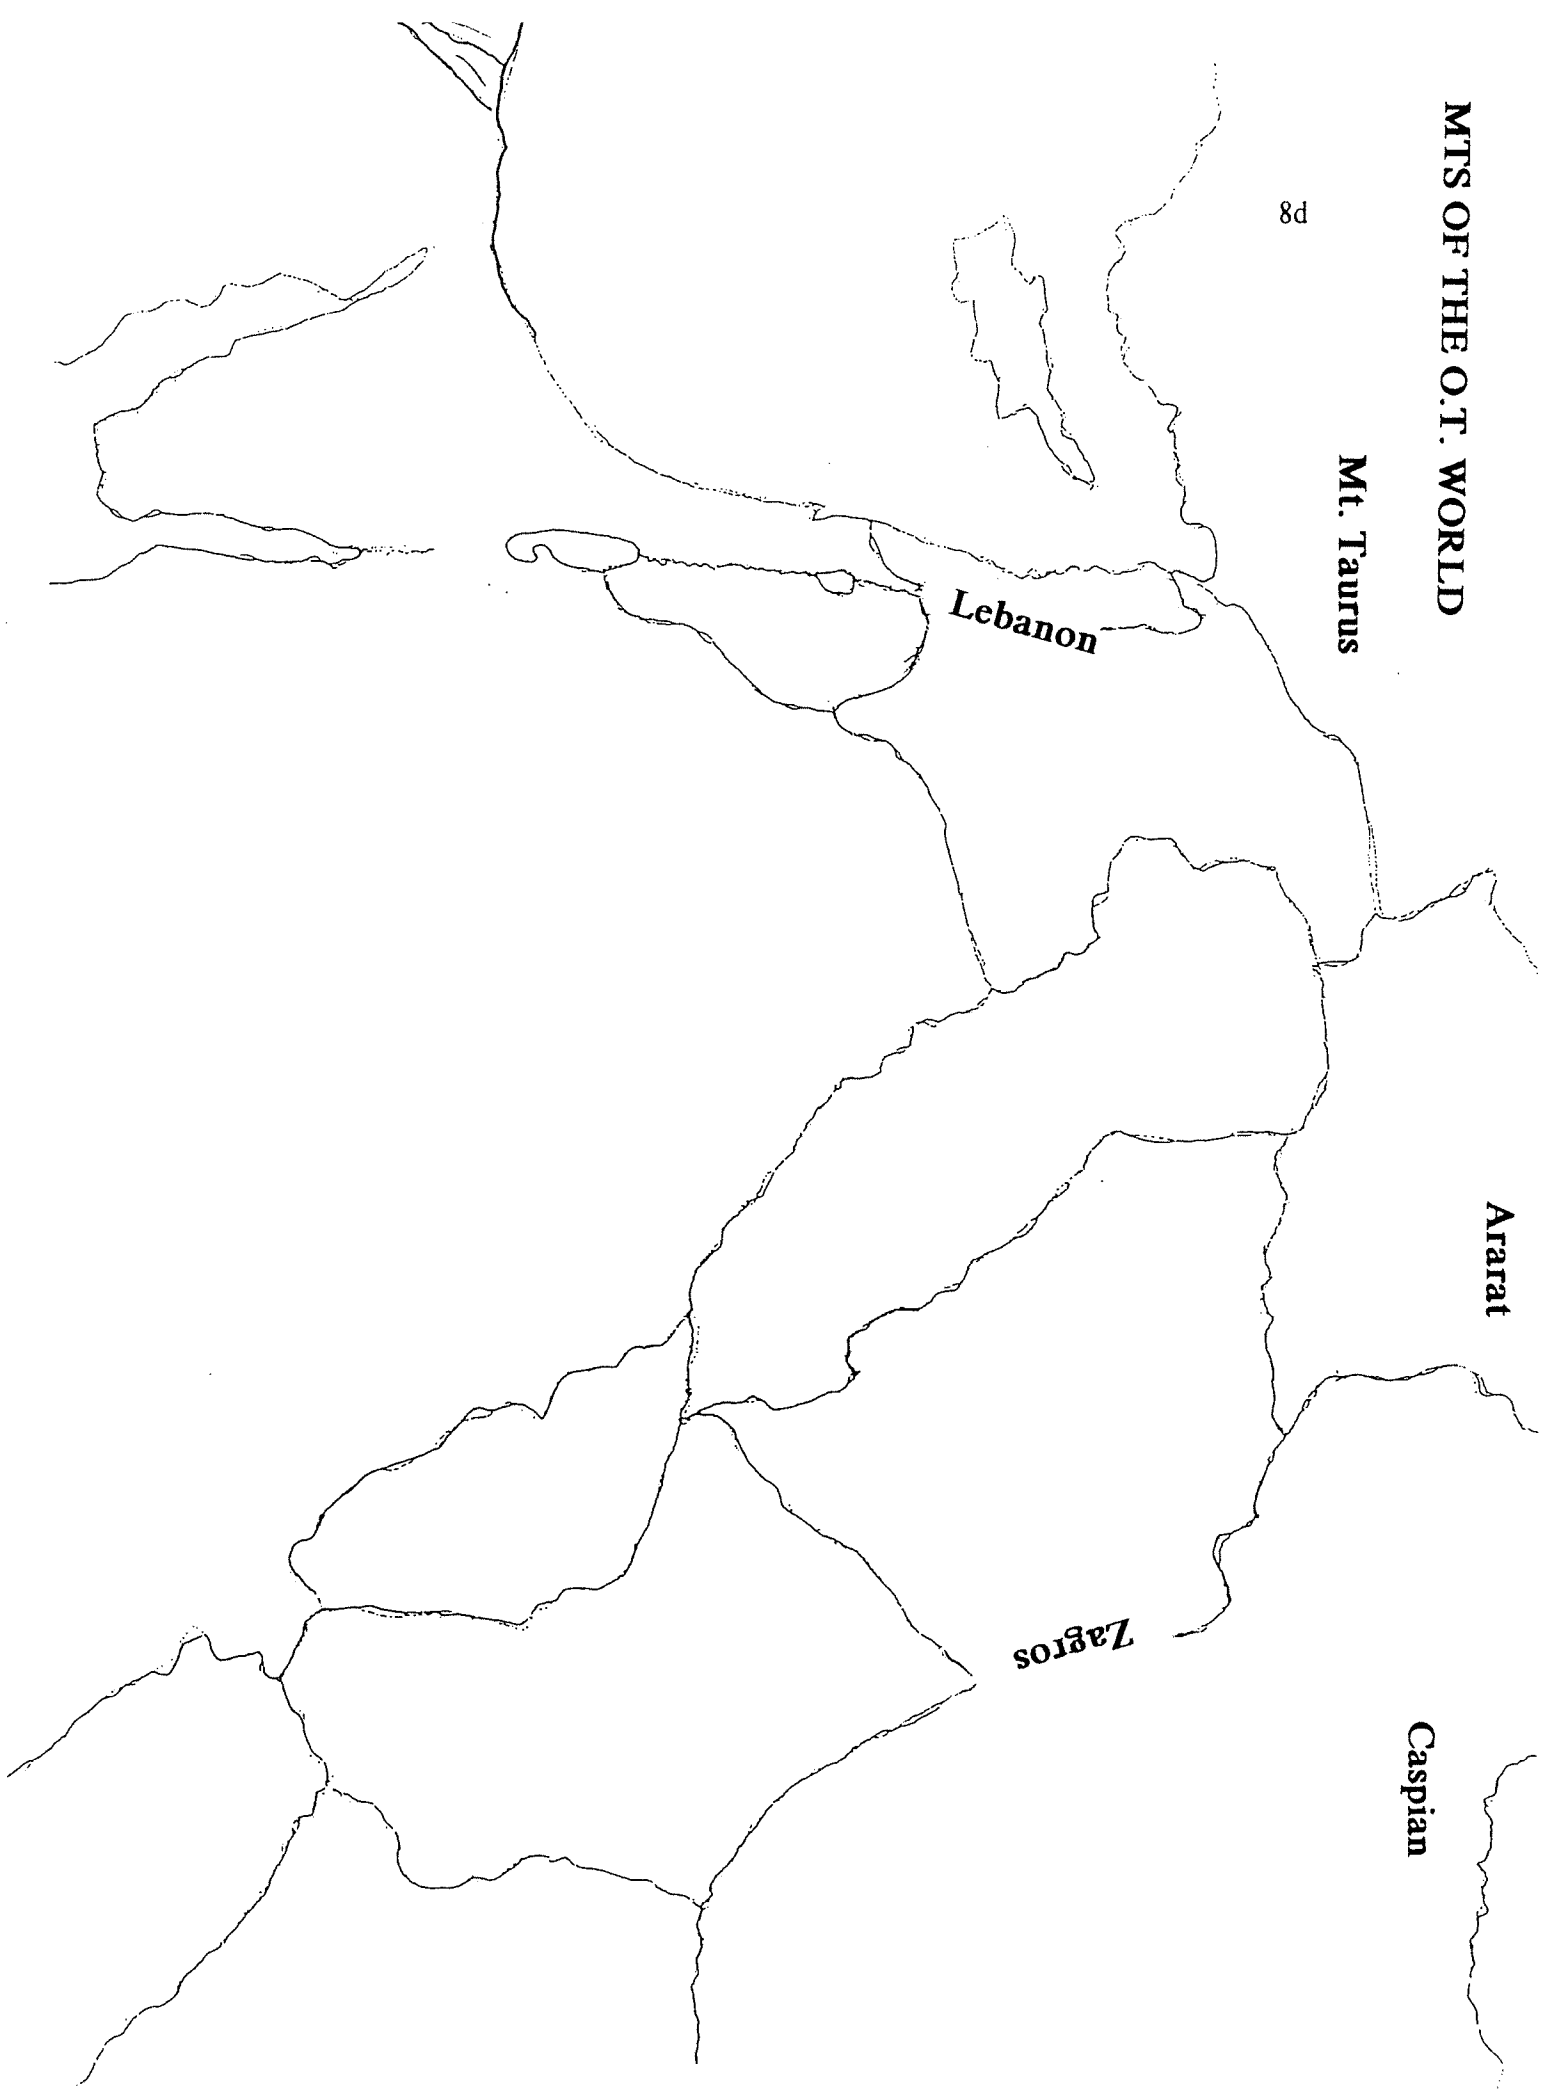 MTS OF THE O.T. WORLD
8d
Mt. Taurus
Ararat
Caspian
Lebanon
Zagros